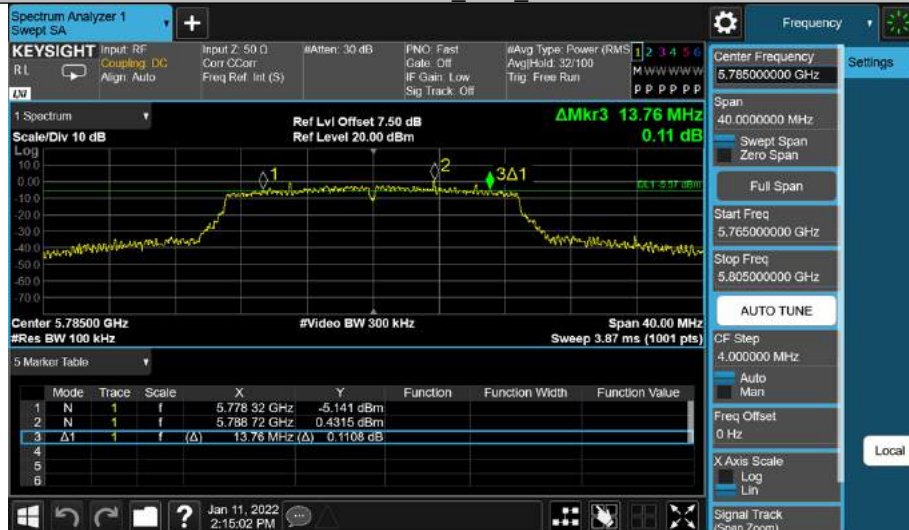 Spectrum Analyzer 1
Swept SA
+
Frequency
KEYSIGHT
RL
LXI
Input: RF
Coupling: DC
Align: Auto
Input Z: 50 Ω
Corr CCorr
Freq Ref: Int (S)
#Atten: 30 dB
PNO: Fast
Gate: Off
IF Gain: Low
Sig Track: Off
#Avg Type: Power (RMS
Avg|Hold: 32/100
Trig: Free Run
1 2 3 4 5 6
M W W W W W
P P P P P P
1 Spectrum
Scale/Div 10 dB
Ref Lvl Offset 7.50 dB
Ref Level 20.00 dBm
ΔMkr3 13.76 MHz
0.11 dB
Log
10.0
0.00
-10.0
-20.0
-30.0
-40.0
-50.0
-60.0
-70.0
1
2
3Δ1
DL1 -5.57 dBm
Center 5.78500 GHz
#Res BW 100 kHz
#Video BW 300 kHz
Span 40.00 MHz
Sweep 3.87 ms (1001 pts)
5 Marker Table
Mode Trace Scale X Y Function Function Width Function Value
1 N 1 f 5.778 32 GHz -5.141 dBm
2 N 1 f 5.788 72 GHz 0.4315 dBm
3 Δ1 1 f (Δ) 13.76 MHz (Δ) 0.1108 dB
4
5
6
?
Jan 11, 2022
2:15:02 PM
Center Frequency
5.785000000 GHz
Span
40.0000000 MHz
Swept Span
Zero Span
Full Span
Start Freq
5.765000000 GHz
Stop Freq
5.805000000 GHz
AUTO TUNE
CF Step
4.000000 MHz
Auto
Man
Freq Offset
0 Hz
X Axis Scale
Log
Lin
Signal Track
(Span Zoom)
Settings
Local